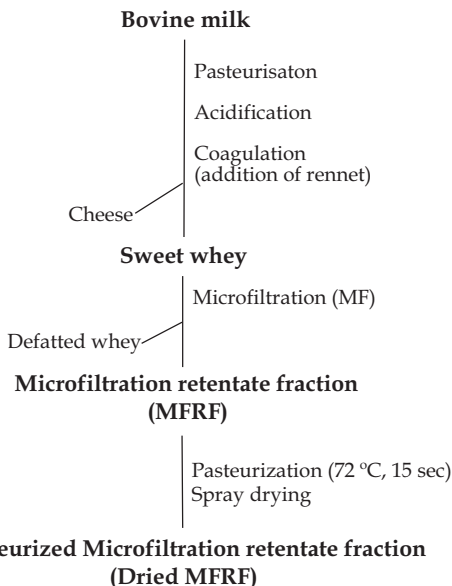 Bovine milk
Pasteurisaton
Acidification
Coagulation
(addition of rennet)
Cheese
Sweet whey
Microfiltration (MF)
Defatted whey
Microfiltration retentate fraction
(MFRF)
Pasteurization (72 ºC, 15 sec)
Spray drying
eurized Microfiltration retentate fraction
(Dried MFRF)